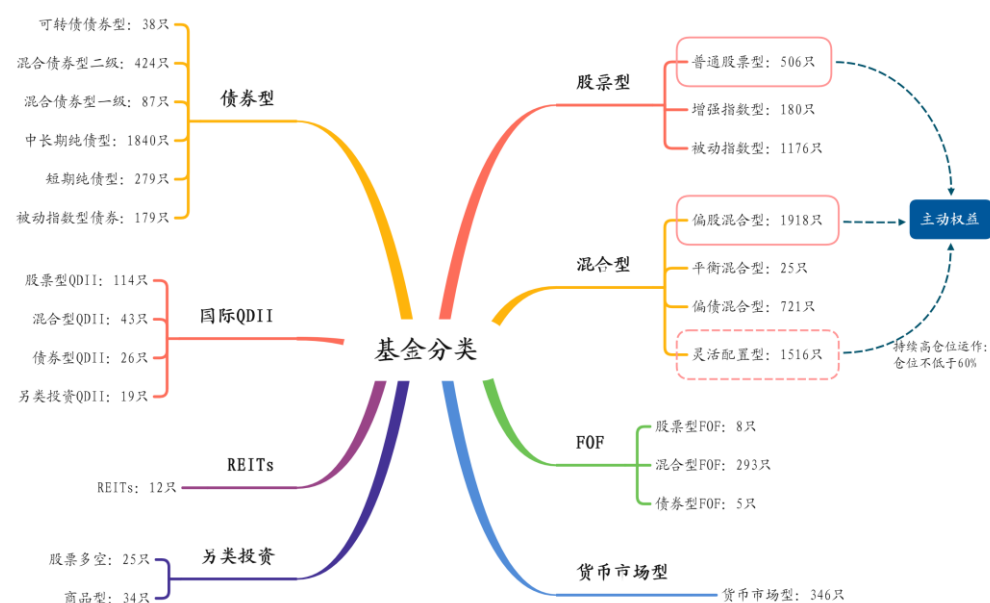 基金分类
债券型
可转债债券型: 38只
混合债券型二级: 424只
混合债券型一级: 87只
中长期纯债型: 1840只
短期纯债型: 279只
被动指数型债券: 179只
国际QDII
股票型QDII: 114只
混合型QDII: 43只
债券型QDII: 26只
另类投资QDII: 19只
REITs
REITs: 12只
另类投资
股票多空: 25只
商品型: 34只
股票型
普通股票型: 506只
增强指数型: 180只
被动指数型: 1176只
混合型
偏股混合型: 1918只
平衡混合型: 25只
偏债混合型: 721只
灵活配置型: 1516只
主动权益
持续高仓位运作;
仓位不低于60%
FOF
股票型FOF: 8只
混合型FOF: 293只
债券型FOF: 5只
货币市场型
货币市场型: 346只